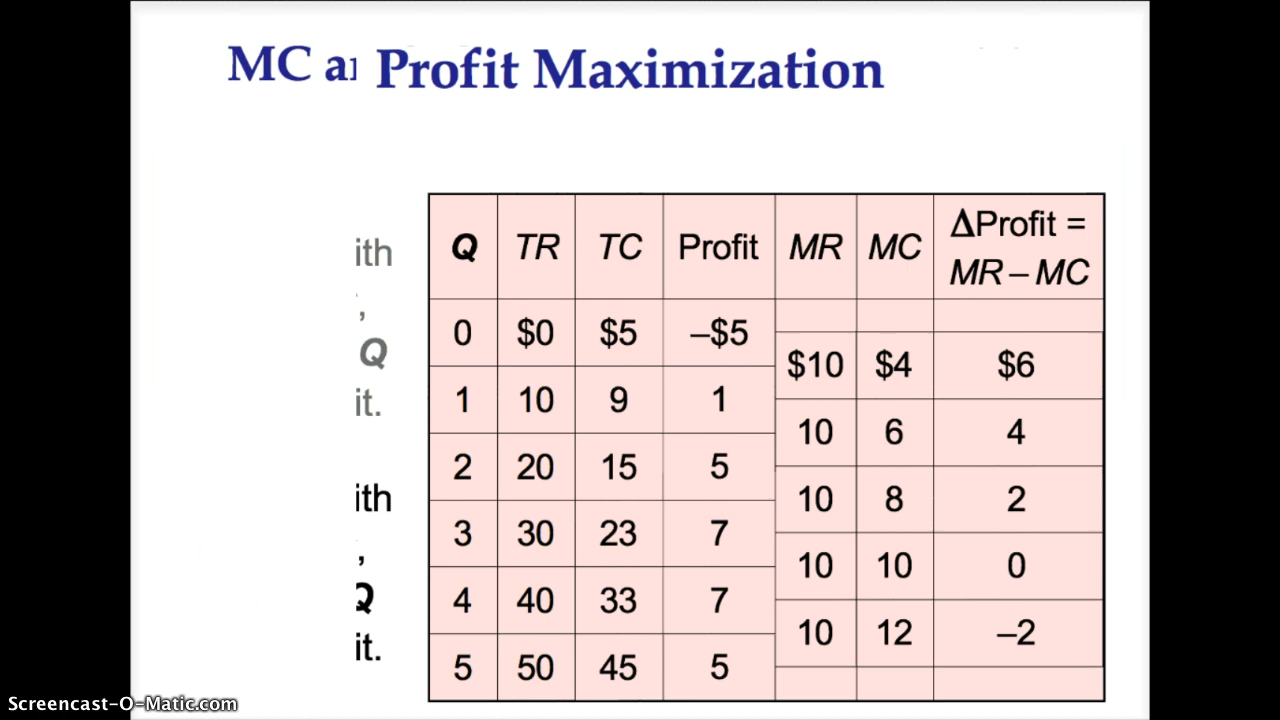 MC Profit Maximization
ith
,
Q
it.
ith
,
Q
it.
Q TR TC Profit MR MC ΔProfit = MR – MC
0 $0 $5 –$5
$10 $4 $6
1 10 9 1
10 6 4
2 20 15 5
10 8 2
3 30 23 7
10 10 0
4 40 33 7
10 12 –2
5 50 45 5
Screencast-O-Matic.com